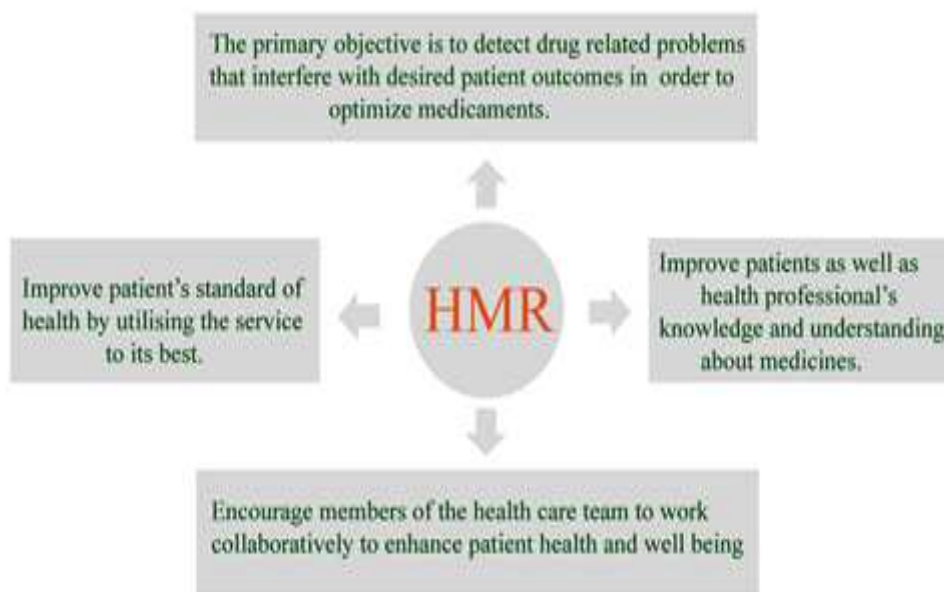 The primary objective is to detect drug related problems
that interfere with desired patient outcomes in order to
optimize medicaments.
Improve patient's standard of
health by utilising the service
to its best.
HMR
Improve patients as well as
health professional's
knowledge and understanding
about medicines.
Encourage members of the health care team to work
collaboratively to enhance patient health and well being